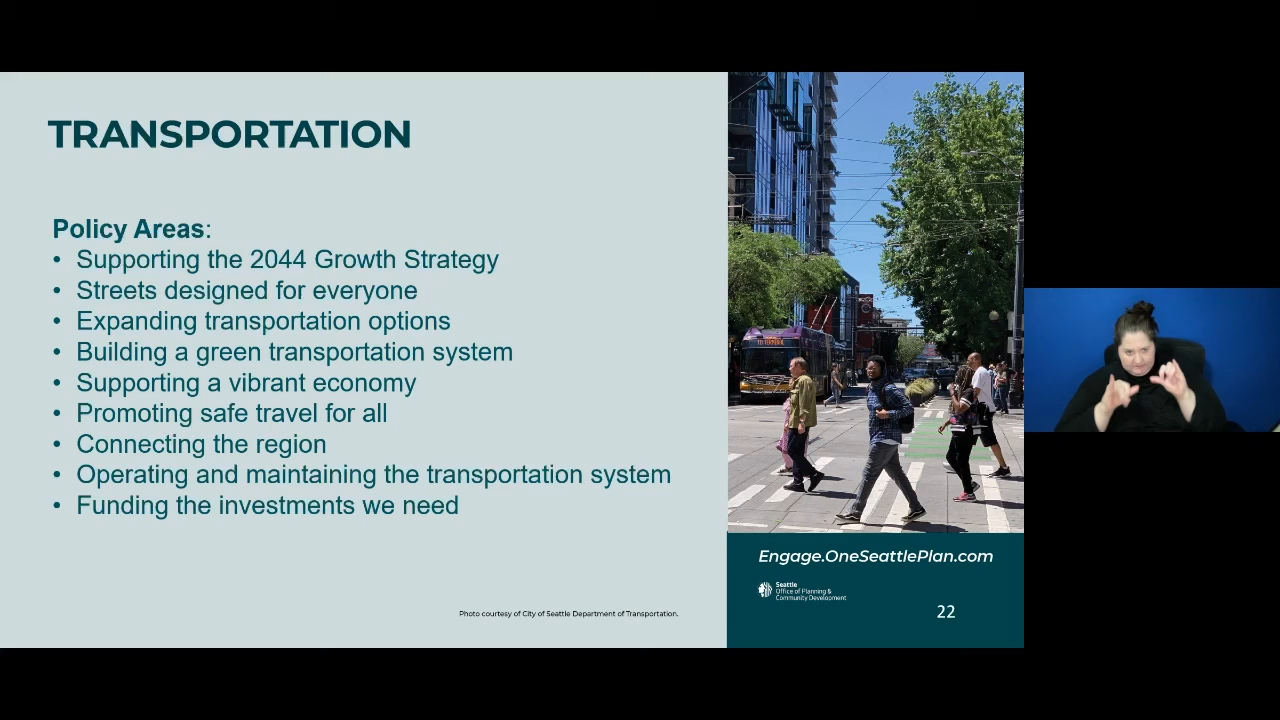 TRANSPORTATION
Policy Areas:
• Supporting the 2044 Growth Strategy
• Streets designed for everyone
• Expanding transportation options
• Building a green transportation system
• Supporting a vibrant economy
• Promoting safe travel for all
• Connecting the region
• Operating and maintaining the transportation system
• Funding the investments we need
Photo courtesy of City of Seattle Department of Transportation.
Engage.OneSeattlePlan.com
Seattle
Office of Planning &
Community Development
22